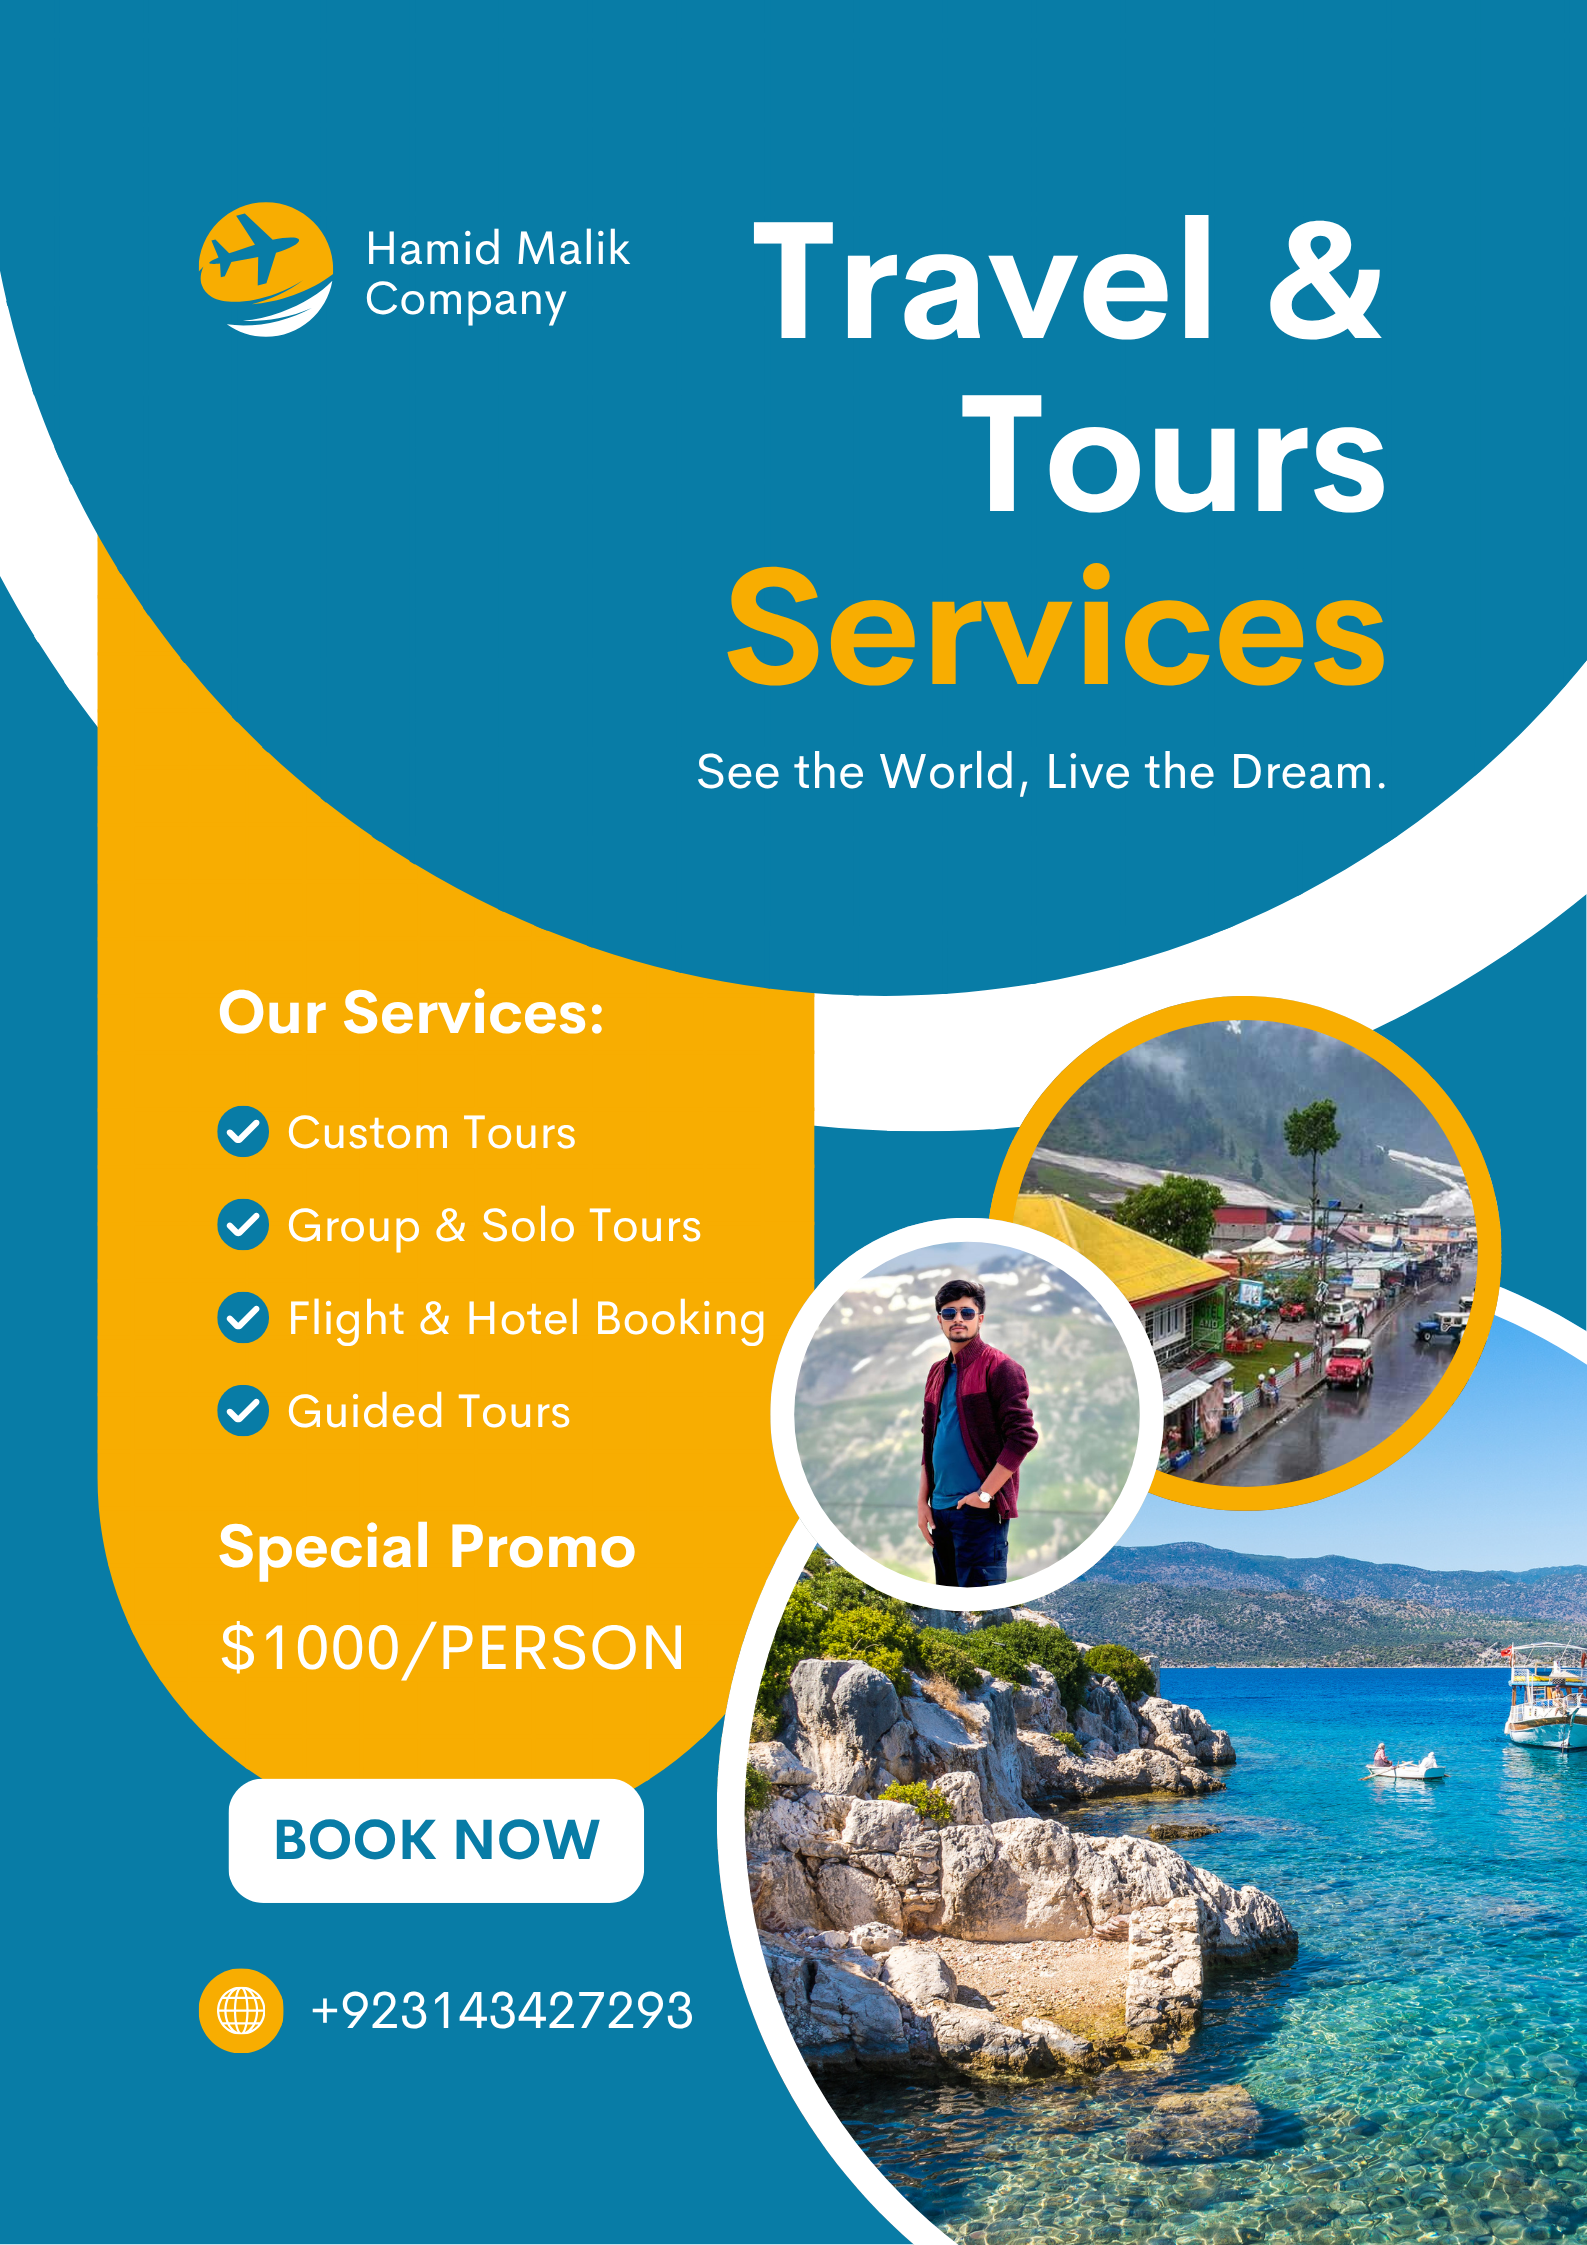 Hamid Malik
Company
Travel &
Tours
Services
See the World, Live the Dream.
Our Services:
Custom Tours
Group & Solo Tours
Flight & Hotel Booking
Guided Tours
Special Promo
$1000/PERSON
BOOK NOW
+923143427293